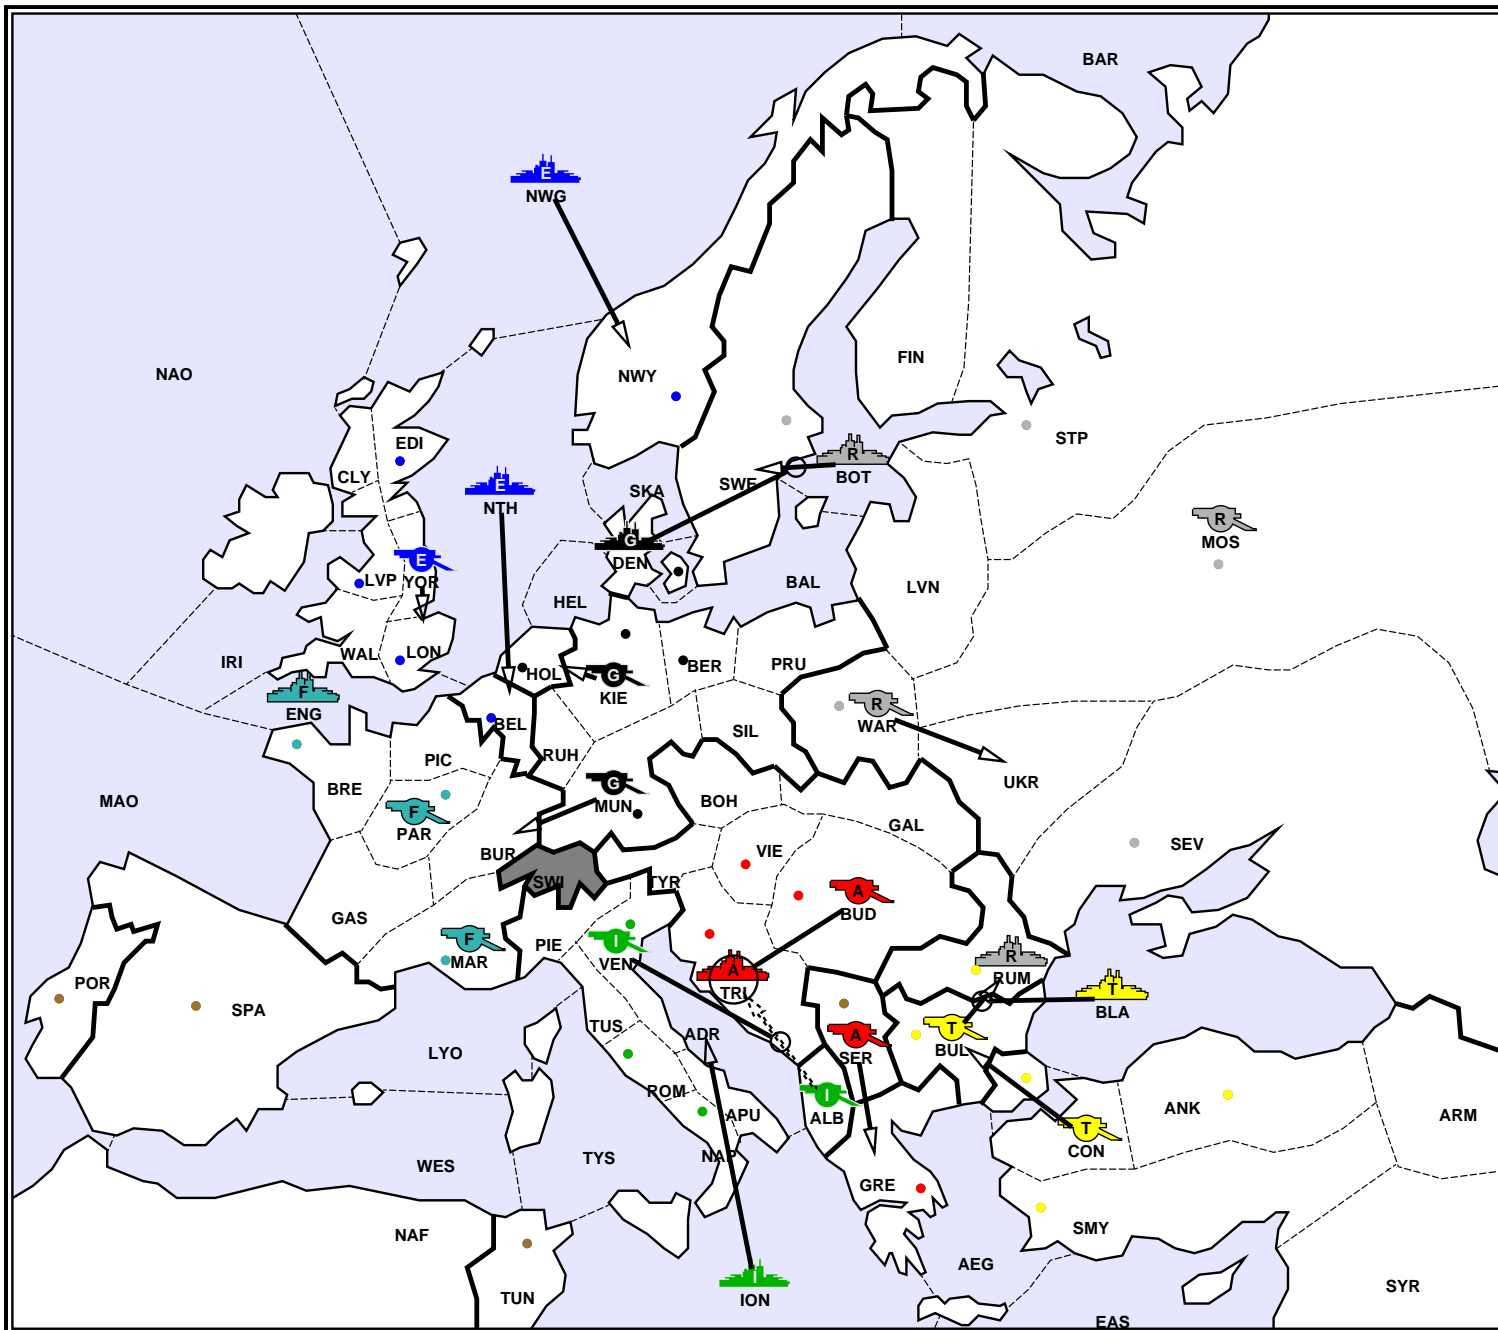 BAR
E
NWG
NAO
FIN
NWY
EDI
STP
CLY
R
BOT
SWE
SKA
E
NTH
R
MOS
G
DEN
E
YOR
LVP
BAL
LVN
HEL
IRI
WAL
LON
HOL
G
KIE
BER
PRU
F
ENG
R
WAR
BEL
SIL
RUH
PIC
UKR
BRE
MAO
G
MUN
BOH
F
PAR
GAL
SEV
BUR
VIE
SWI
TYR
A
BUD
GAS
F
MAR
PIE
I
VEN
R
RUM
A
TRI
POR
SPA
T
BLA
TUS
ADR
LYO
A
SER
T
BUL
ROM
APU
I
ALB
ANK
ARM
T
CON
WES
TYS
NAP
GRE
SMY
NAF
AEG
I
ION
TUN
SYR
EAS